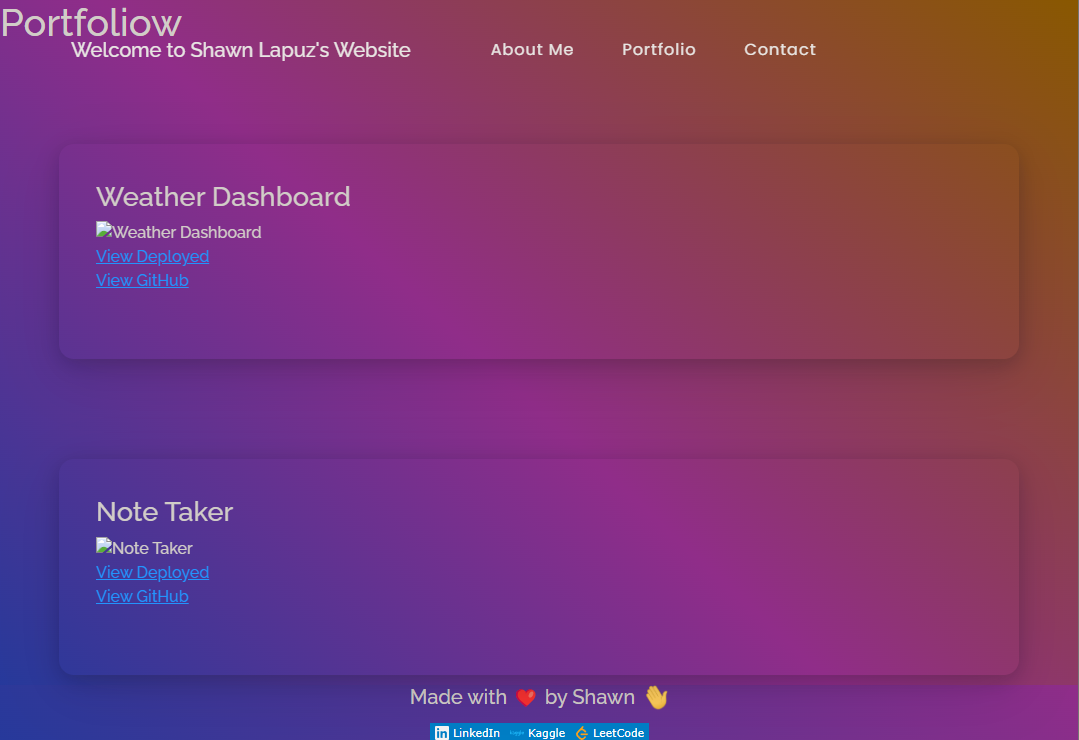 Portfoliow
Welcome to Shawn Lapuz's Website About Me Portfolio Contact
Weather Dashboard
Weather Dashboard
View Deployed
View GitHub
Note Taker
Note Taker
View Deployed
View GitHub
Made with ❤️ by Shawn 👋
LinkedIn kaggle Kaggle LeetCode